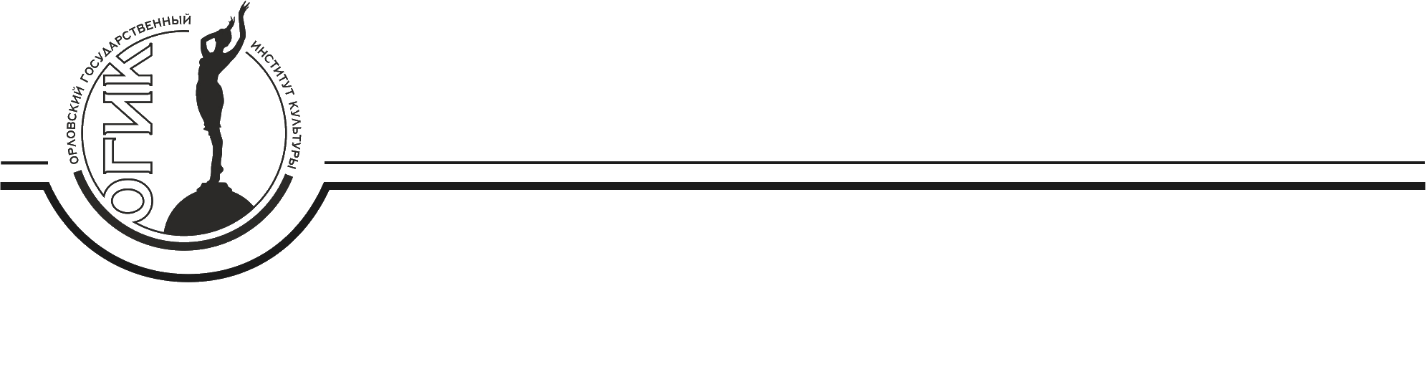 ОРЛОВСКИЙ ГОСУДАРСТВЕННЫЙ
ИНСТИТУТ КУЛЬТУРЫ
ОГИК